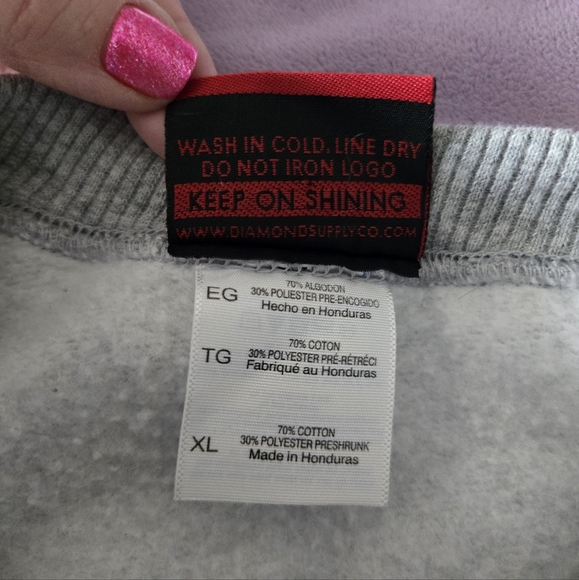 WASH IN COLD. LINE DRY
DO NOT IRON LOGO
KEEP ON SHINING
WWW.DIAMONDSUPPLYCO.COM
70% ALGODON
EG 30% POLIESTER PRE-ENCOGIDO
Hecho en Honduras
70% COTON
TG 30% POLYESTER PRÉ-RÉTRÉCI
Fabriqué au Honduras
70% COTTON
XL 30% POLYESTER PRESHRUNK
Made in Honduras